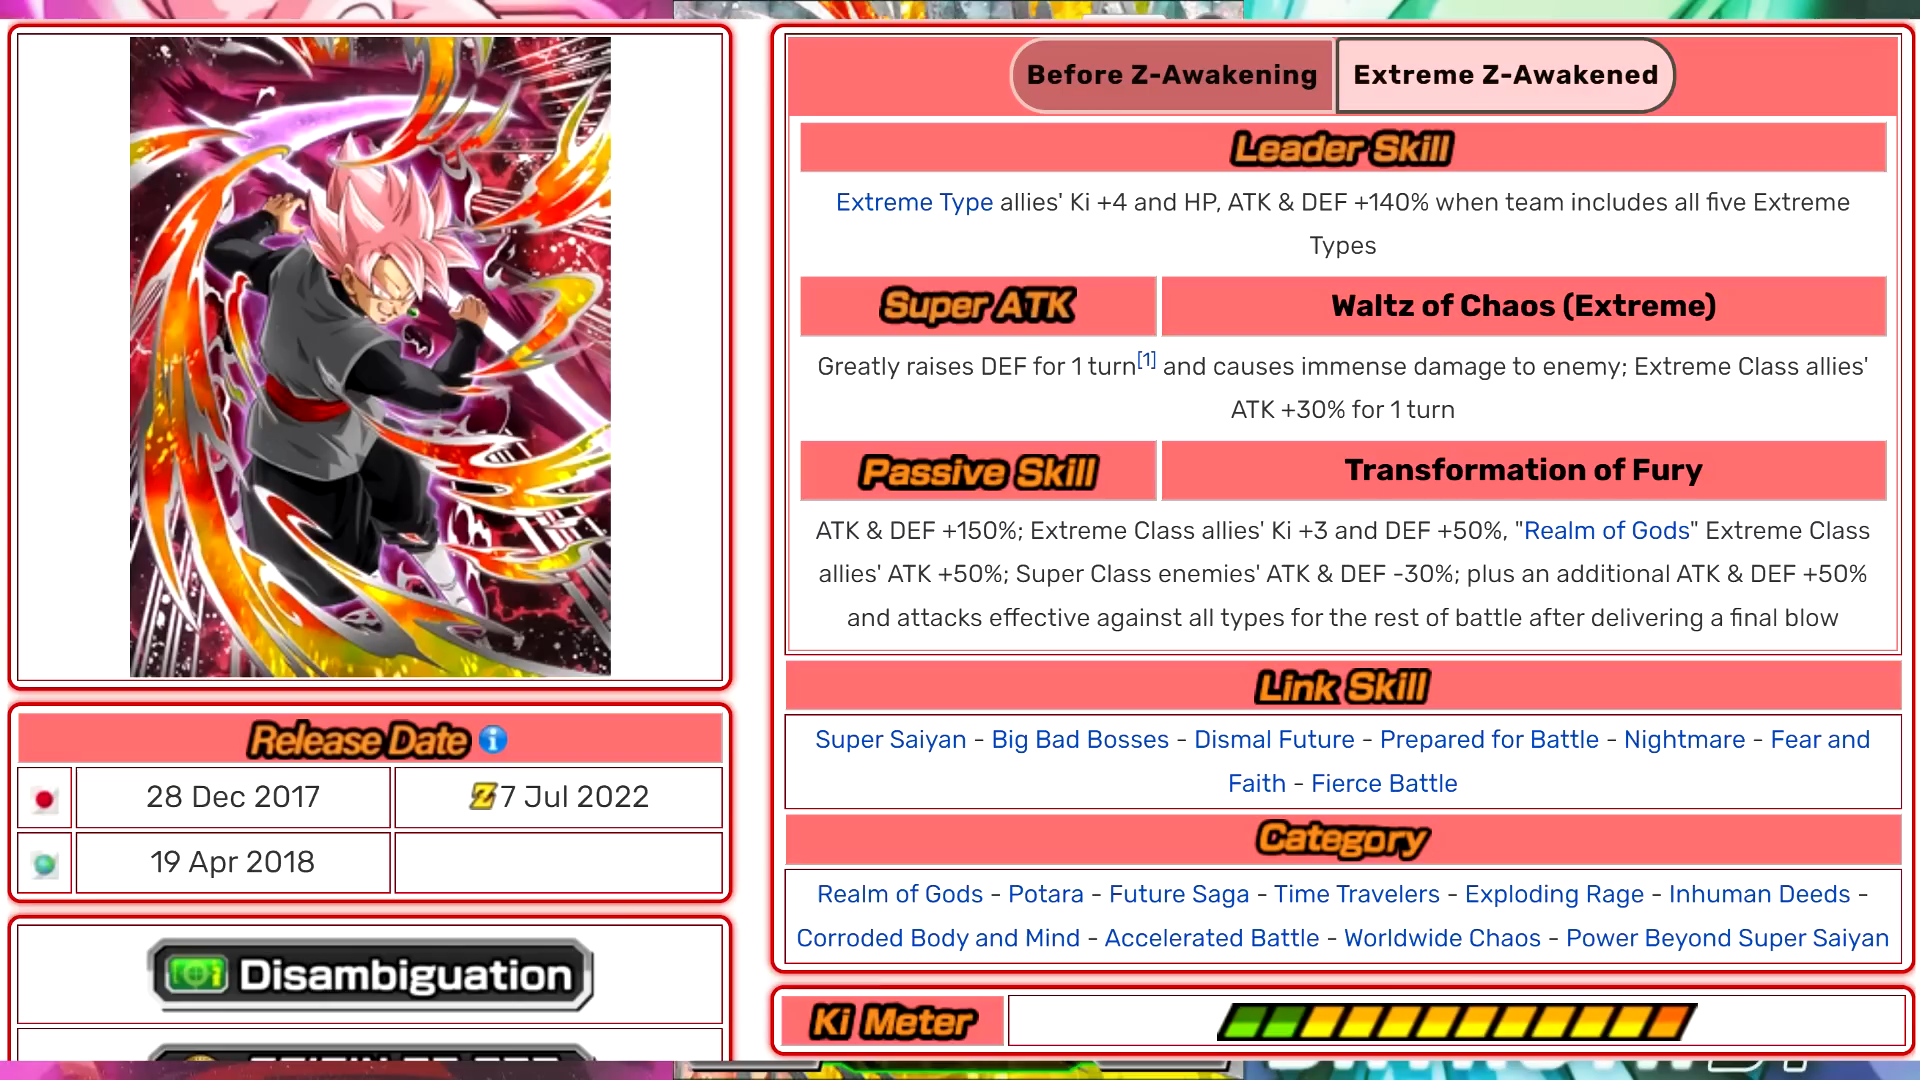 Before Z-Awakening
Extreme Z-Awakened
Leader Skill
Extreme Type allies' Ki +4 and HP, ATK & DEF +140% when team includes all five Extreme
Types
Super ATK
Waltz of Chaos (Extreme)
Greatly raises DEF for 1 turn[1] and causes immense damage to enemy; Extreme Class allies'
ATK +30% for 1 turn
Passive Skill
Transformation of Fury
ATK & DEF +150%; Extreme Class allies' Ki +3 and DEF +50%, "Realm of Gods" Extreme Class
allies' ATK +50%; Super Class enemies' ATK & DEF -30%; plus an additional ATK & DEF +50%
and attacks effective against all types for the rest of battle after delivering a final blow
Link Skill
Super Saiyan - Big Bad Bosses - Dismal Future - Prepared for Battle - Nightmare - Fear and
Faith - Fierce Battle
Category
Realm of Gods - Potara - Future Saga - Time Travelers - Exploding Rage - Inhuman Deeds -
Corroded Body and Mind - Accelerated Battle - Worldwide Chaos - Power Beyond Super Saiyan
Ki Meter
Release Date i
28 Dec 2017
Z 7 Jul 2022
19 Apr 2018
Disambiguation